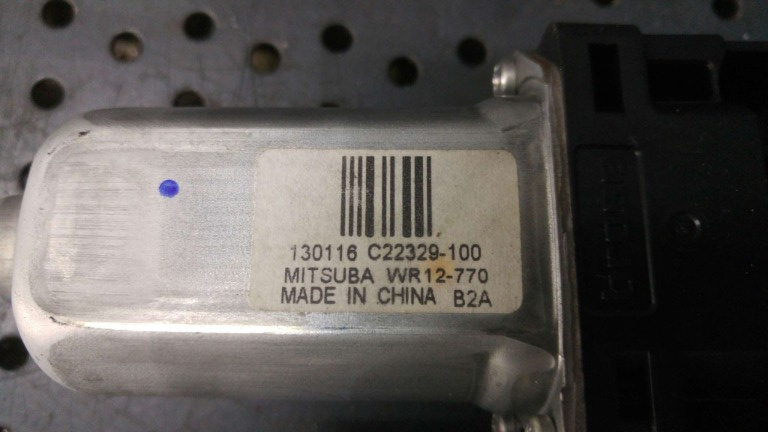 130116 C22329-100
MITSUBA WR12-770
MADE IN CHINA B2A